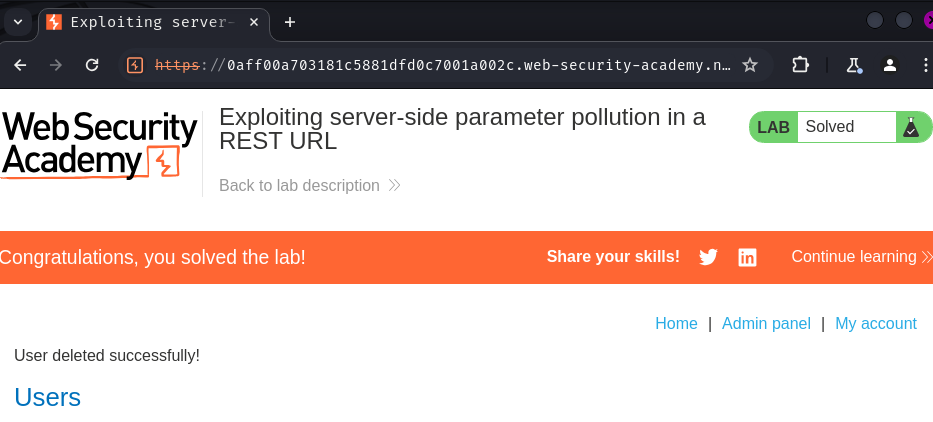 Exploiting server-
https://0aff00a703181c5881dfd0c7001a002c.web-security-academy.n…
Web Security
Academy
Exploiting server-side parameter pollution in a
REST URL
LAB Solved
Back to lab description
Congratulations, you solved the lab!
Share your skills!
Continue learning
Home | Admin panel | My account
User deleted successfully!
Users